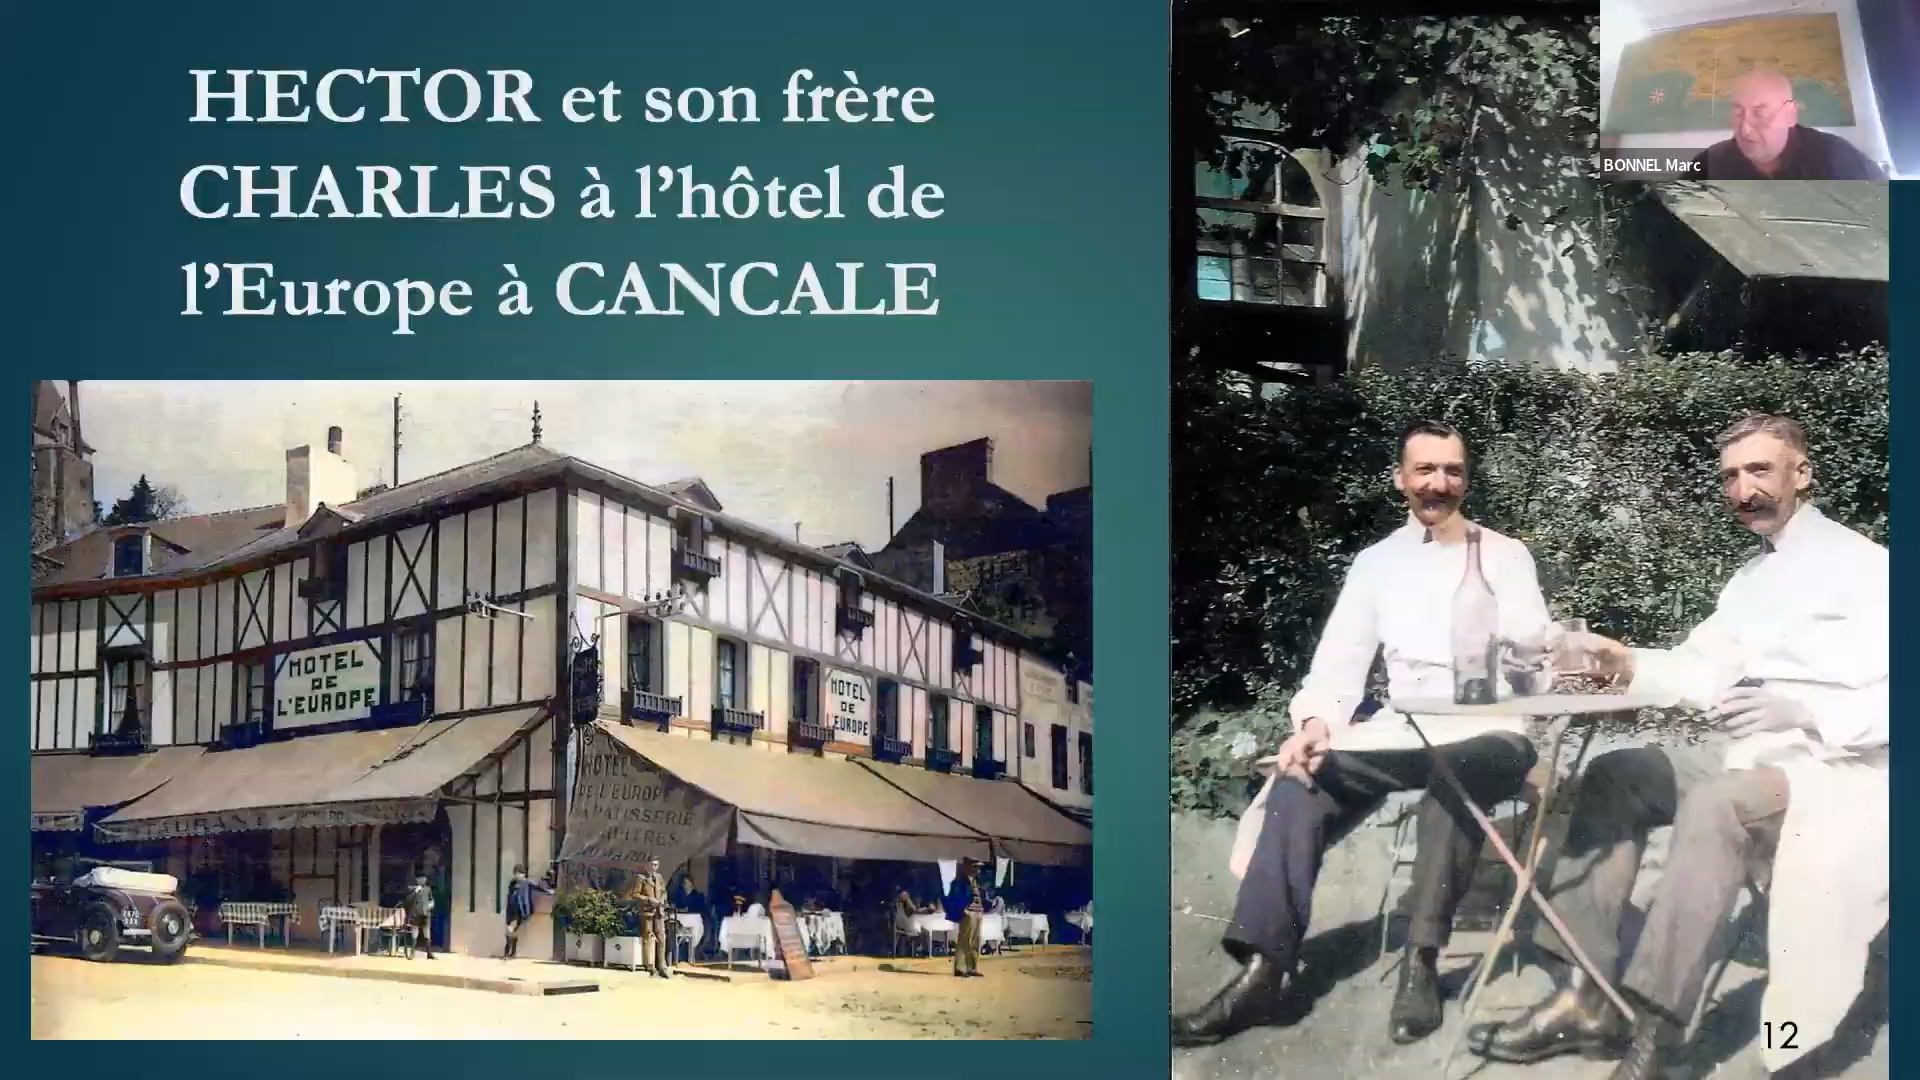 HECTOR et son frère
CHARLES à l’hôtel de
l’Europe à CANCALE
BONNEL Marc
HOTEL
DE
L'EUROPE
HOTEL
DE
L'EUROPE
HOTEL
DE L'EUROPE
PATISSERIE
12